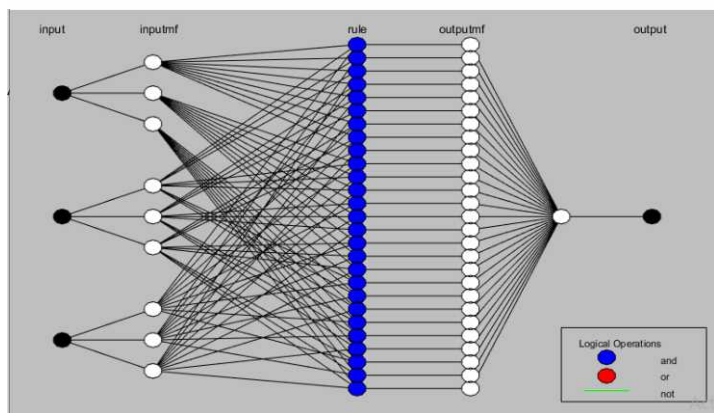 input inputmf rule outputmf output
Logical Operations
and
or
not